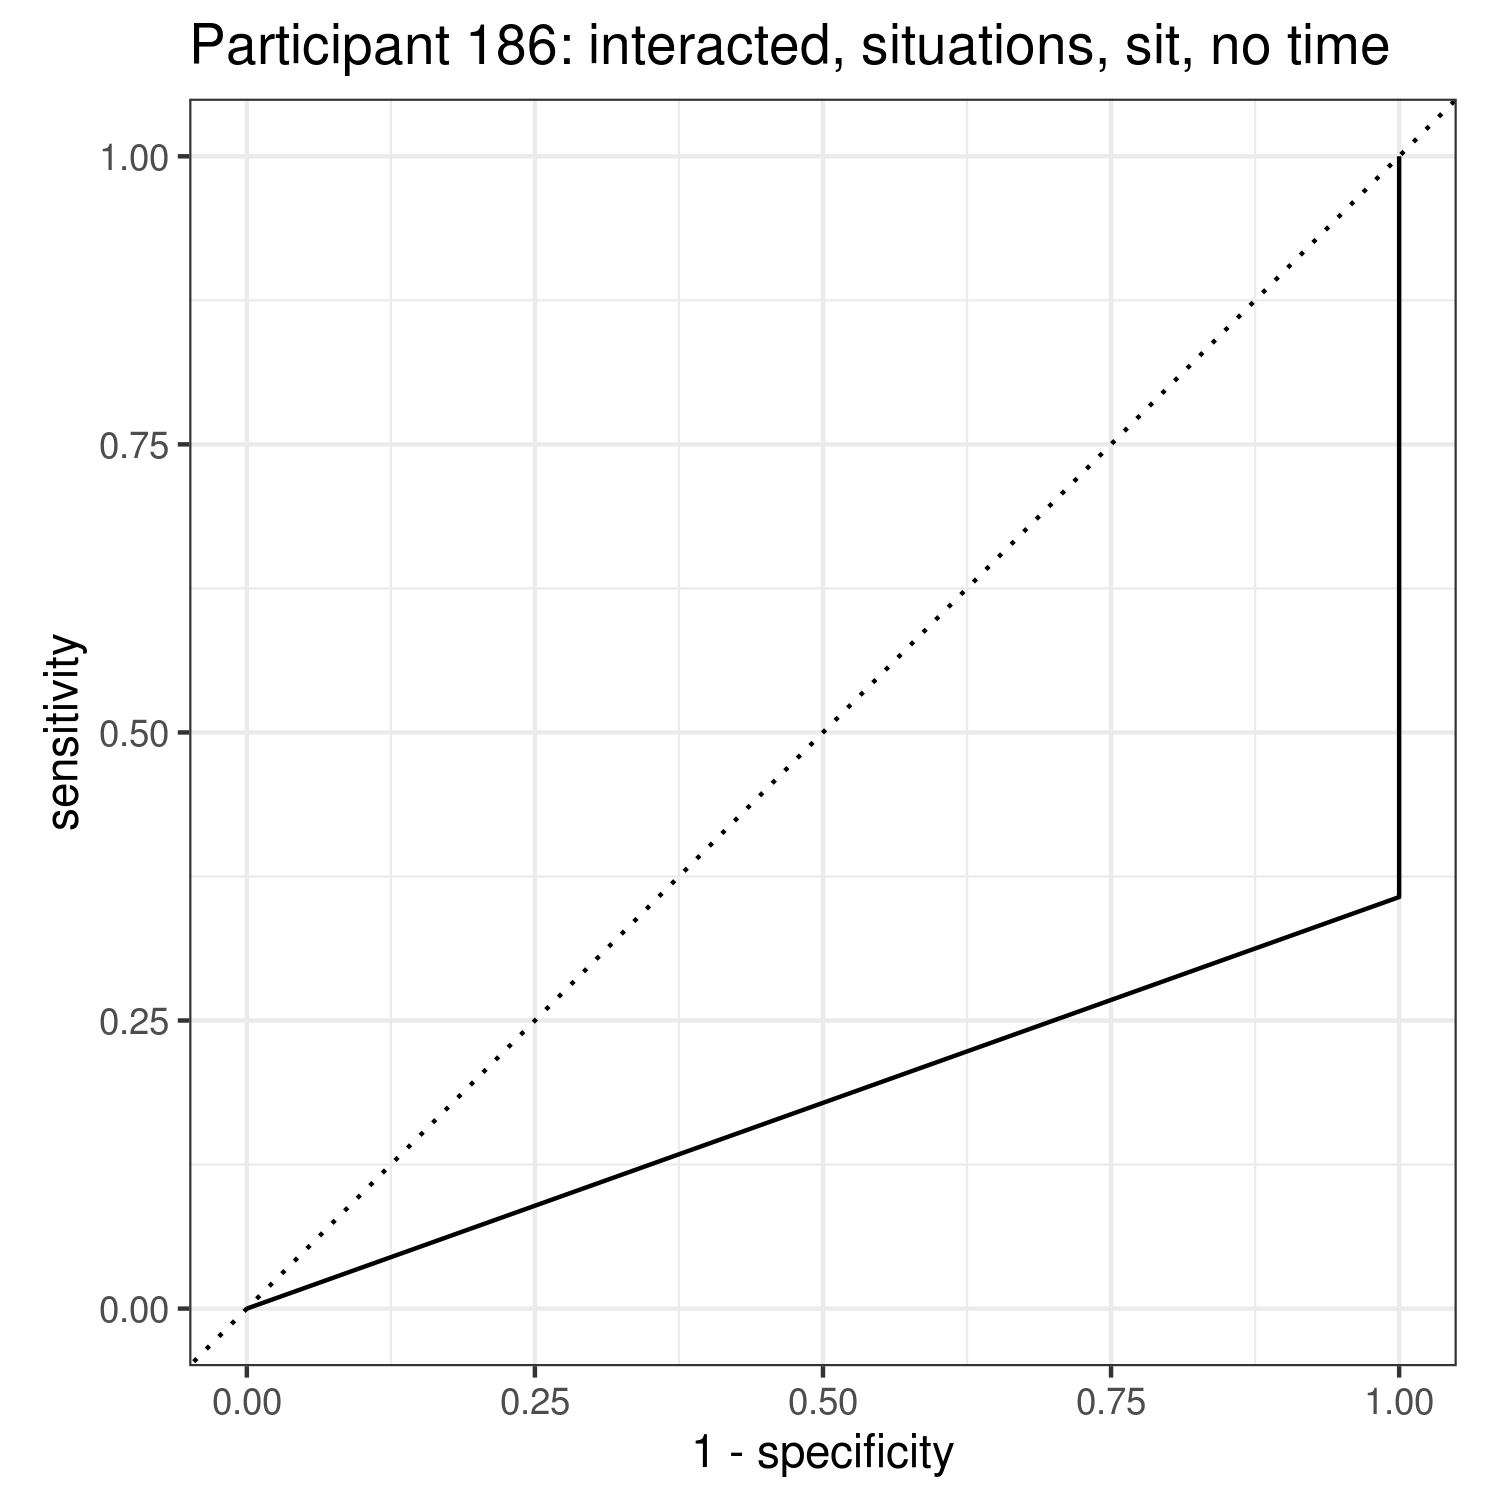 Participant 186: interacted, situations, sit, no time
1.00
0.75
0.50
0.25
0.00
sensitivity
0.00 0.25 0.50 0.75 1.00
1 - specificity